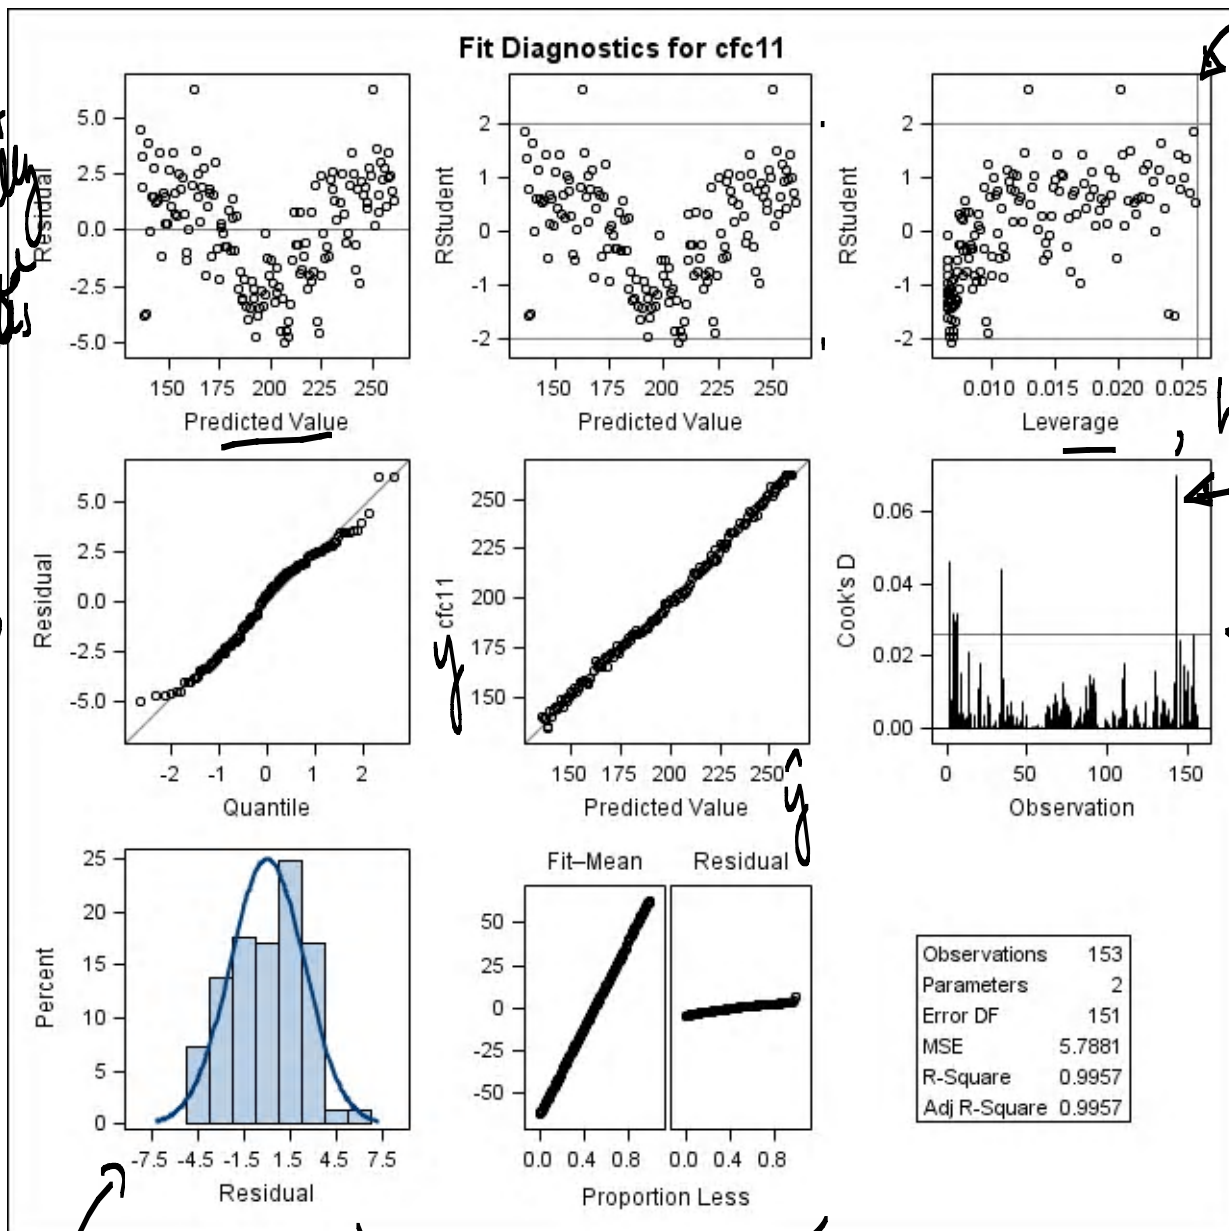 Fit Diagnostics for cfc11
Residual
5.0
2.5
0.0
-2.5
-5.0
150 175 200 225 250
Predicted Value
RStudent
2
1
0
-1
-2
150 175 200 225 250
Predicted Value
RStudent
2
1
0
-1
-2
0.010 0.015 0.020 0.025
Leverage
Residual
5.0
2.5
0.0
-2.5
-5.0
-2 -1 0 1 2
Quantile
cfc11
y
250
225
200
175
150
150 175 200 225 250
Predicted Value
ŷ
Cook's D
0.06
0.04
0.02
0.00
0 50 100 150
Observation
Percent
25
20
15
10
5
0
-7.5 -4.5 -1.5 1.5 4.5 7.5
Residual
Fit–Mean Residual
50
25
0
-25
-50
0.0 0.4 0.8 0.0 0.4 0.8
Proportion Less
Observations 153
Parameters 2
Error DF 151
MSE 5.7881
R-Square 0.9957
Adj R-Square 0.9957